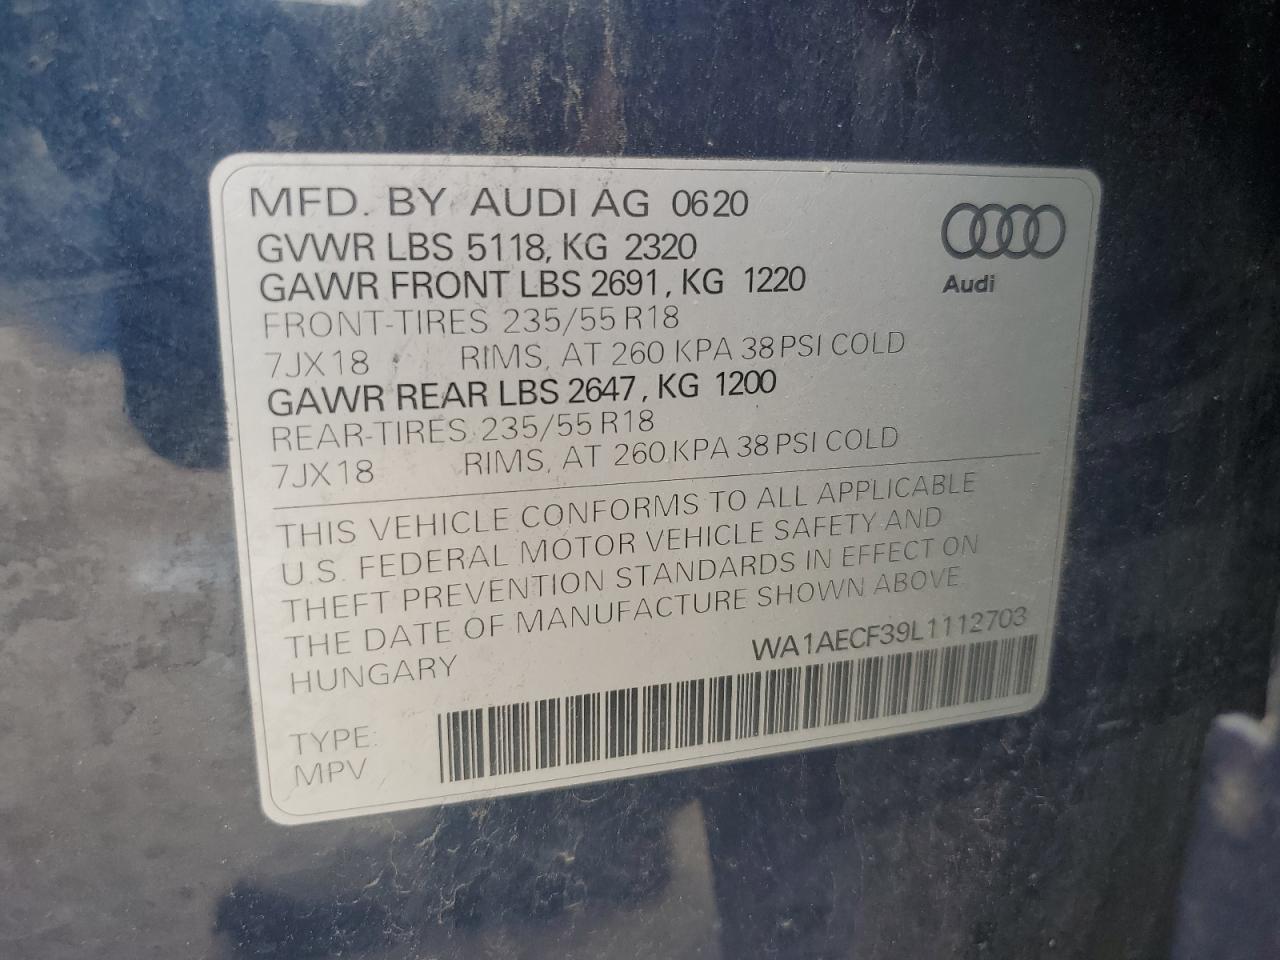 MFD. BY AUDI AG 0620
GVWR LBS 5118, KG 2320
GAWR FRONT LBS 2691, KG 1220
FRONT-TIRES 235/55 R18
7JX18 RIMS, AT 260 KPA 38 PSI COLD
GAWR REAR LBS 2647, KG 1200
REAR-TIRES 235/55 R18
7JX18 RIMS, AT 260 KPA 38 PSI COLD
Audi
THIS VEHICLE CONFORMS TO ALL APPLICABLE
U.S. FEDERAL MOTOR VEHICLE SAFETY AND
THEFT PREVENTION STANDARDS IN EFFECT ON
THE DATE OF MANUFACTURE SHOWN ABOVE
HUNGARY WA1AECF39L1112703
TYPE:
MPV